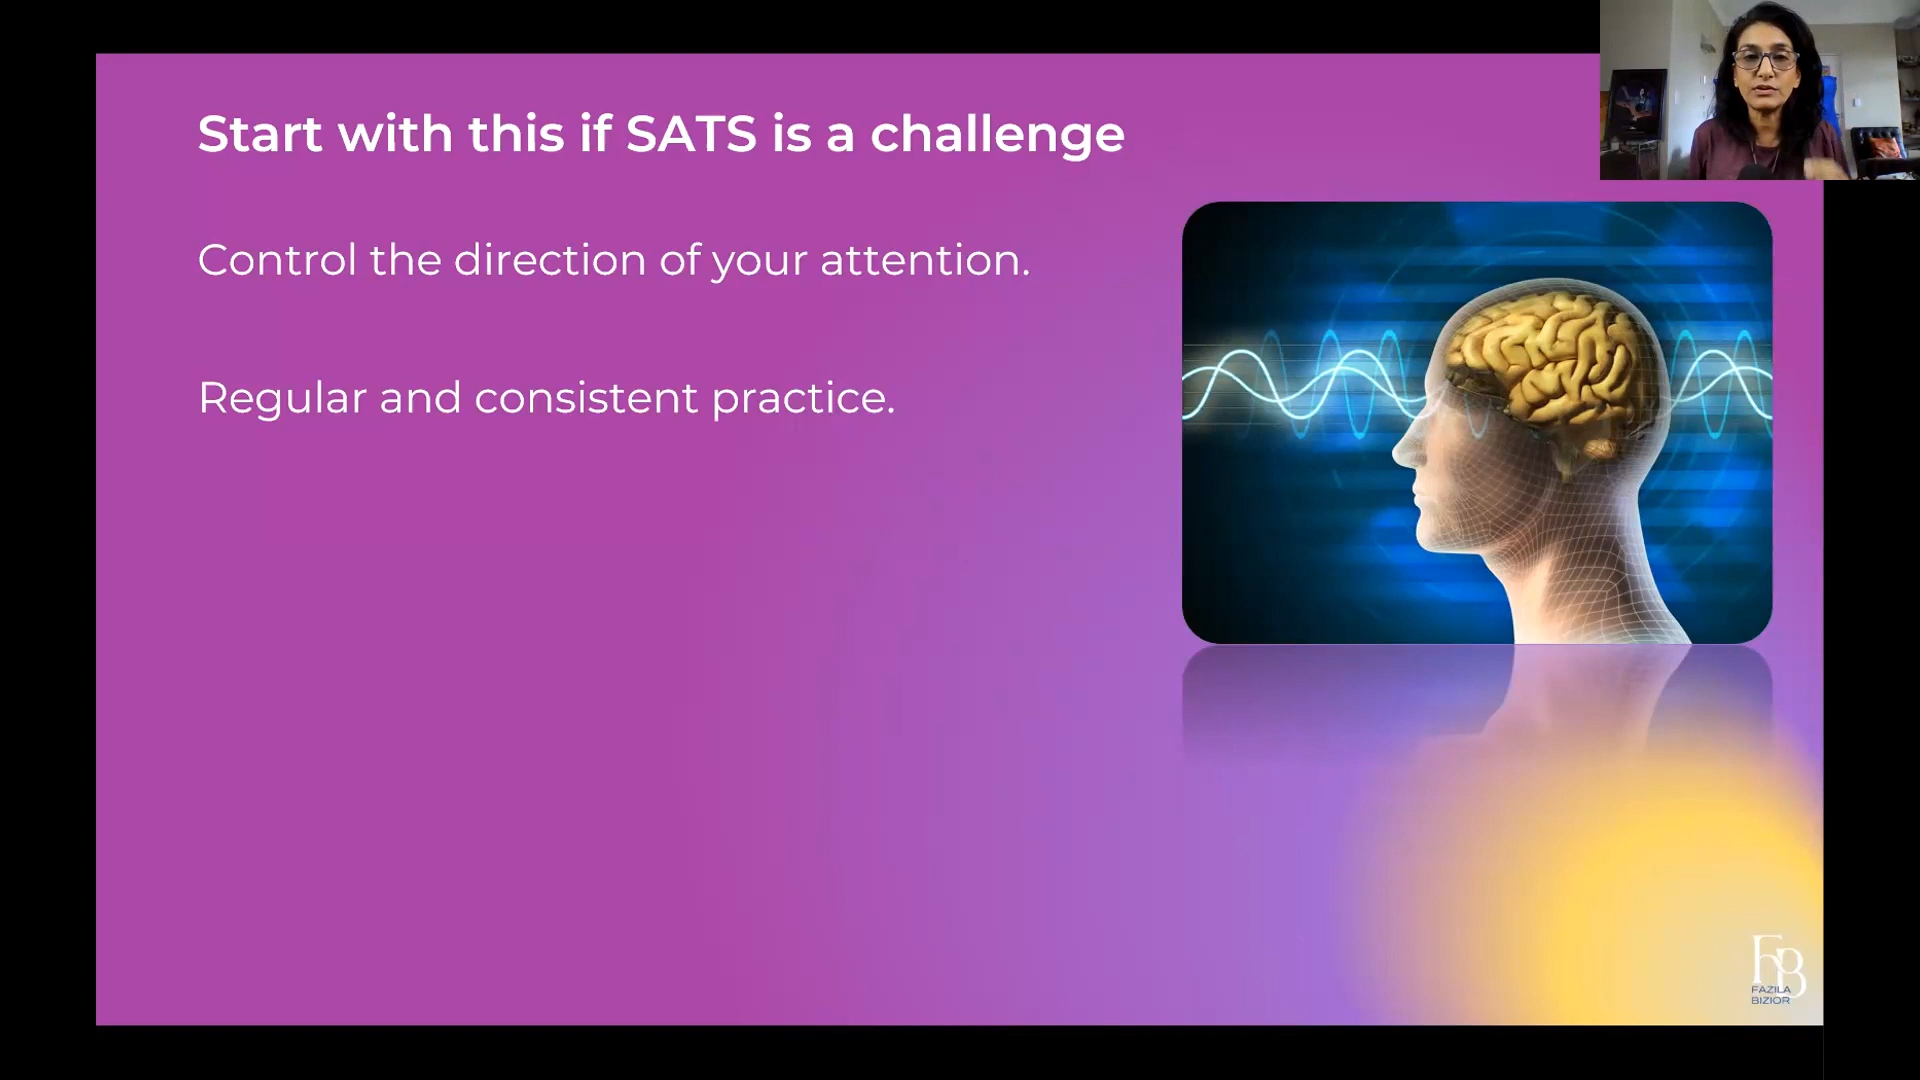 Start with this if SATS is a challenge
Control the direction of your attention.
Regular and consistent practice.
FB
FAZILA
BIZIOR